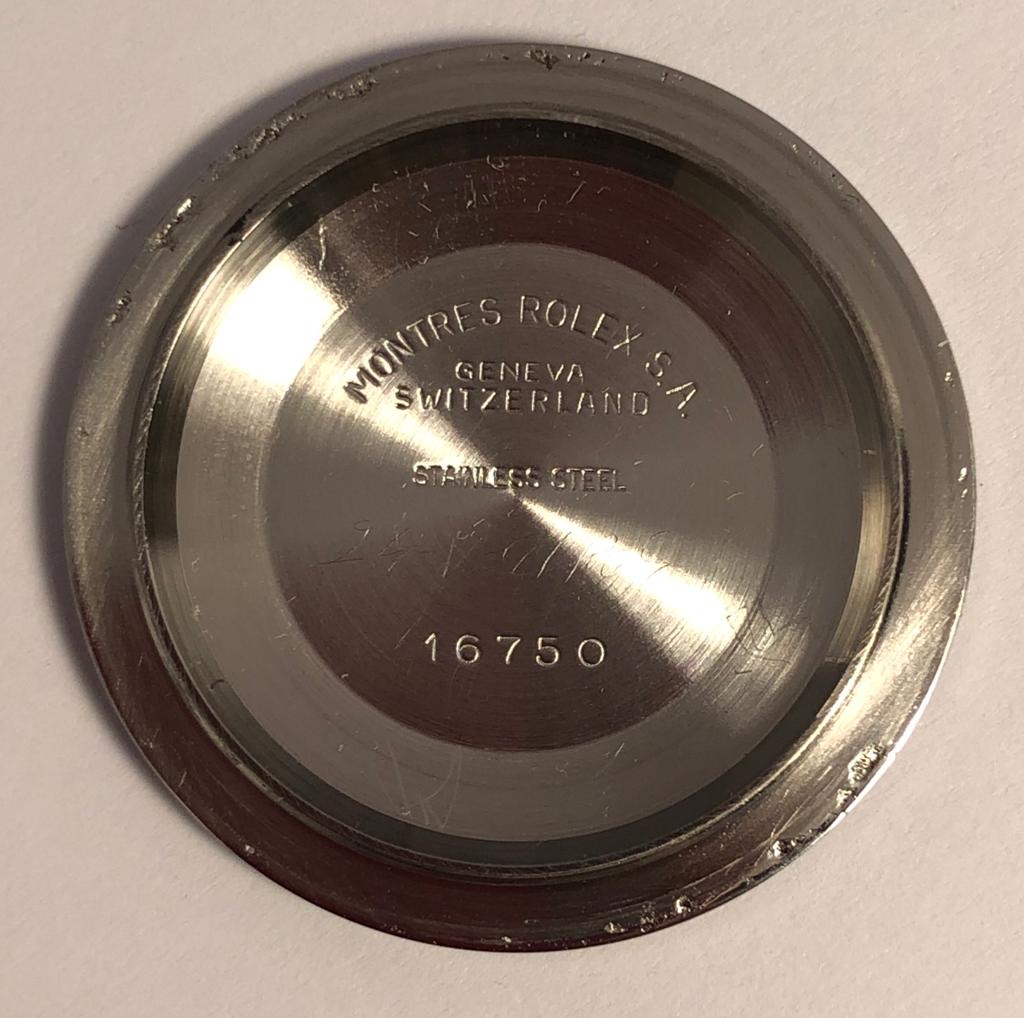 MONTRES ROLEX S.A.
GENEVA
SWITZERLAND
STAINLESS STEEL
16750